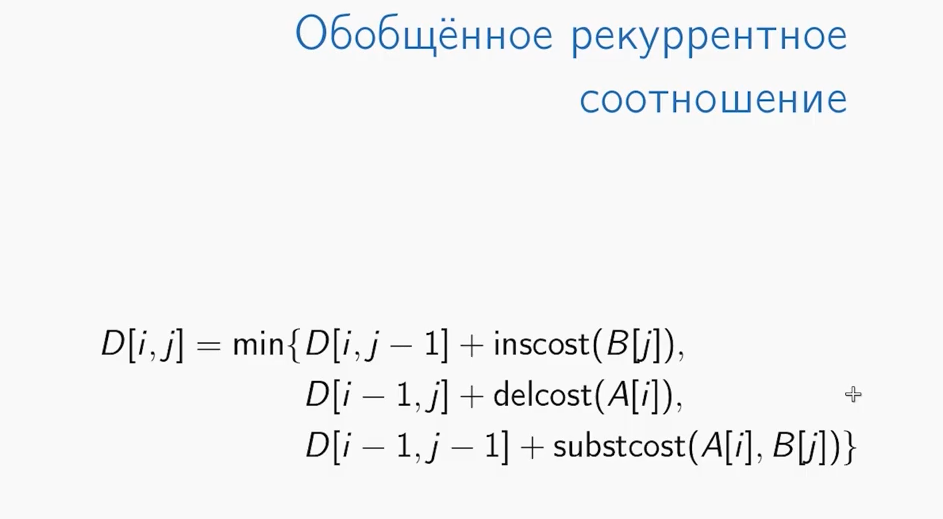 Обобщённое рекуррентное
соотношение
D[i, j] = min{D[i, j − 1] + inscost(B[j]),
D[i − 1, j] + delcost(A[i]),
D[i − 1, j − 1] + substcost(A[i], B[j])}